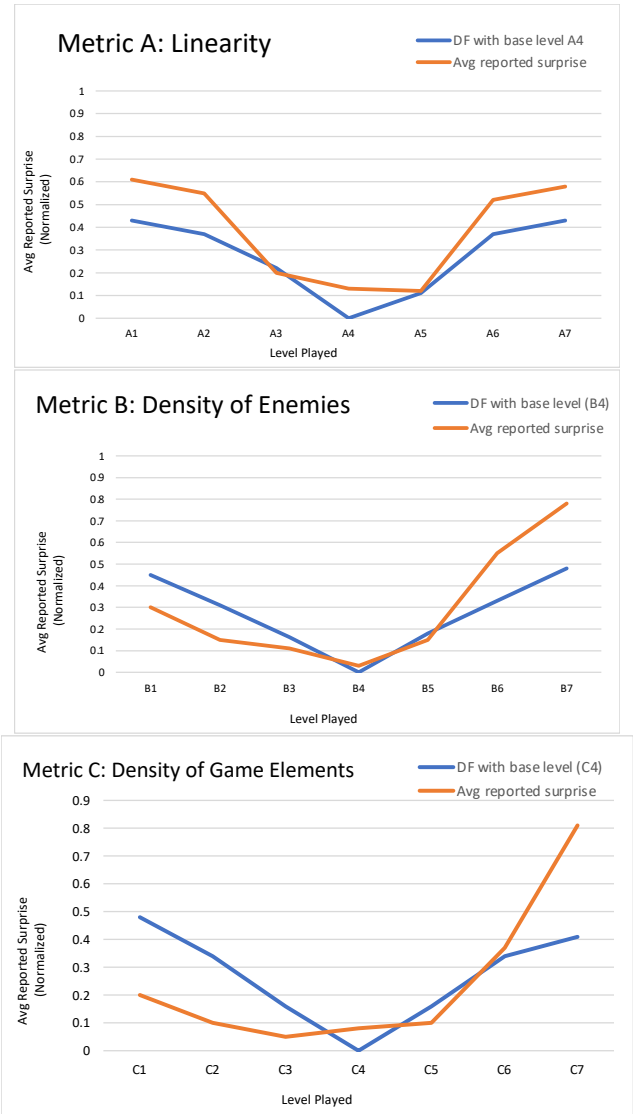 Metric A: Linearity
DF with base level A4
Avg reported surprise
Avg Reported Surprise
(Normalized)
1
0.9
0.8
0.7
0.6
0.5
0.4
0.3
0.2
0.1
0
A1 A2 A3 A4 A5 A6 A7
Level Played
Metric B: Density of Enemies
DF with base level (B4)
Avg reported surprise
Avg Reported Surprise
(Normalized)
1
0.9
0.8
0.7
0.6
0.5
0.4
0.3
0.2
0.1
0
B1 B2 B3 B4 B5 B6 B7
Level Played
Metric C: Density of Game Elements
DF with base level (C4)
Avg reported surprise
Avg Reported Surprise
(Normalized)
0.9
0.8
0.7
0.6
0.5
0.4
0.3
0.2
0.1
0
C1 C2 C3 C4 C5 C6 C7
Level Played